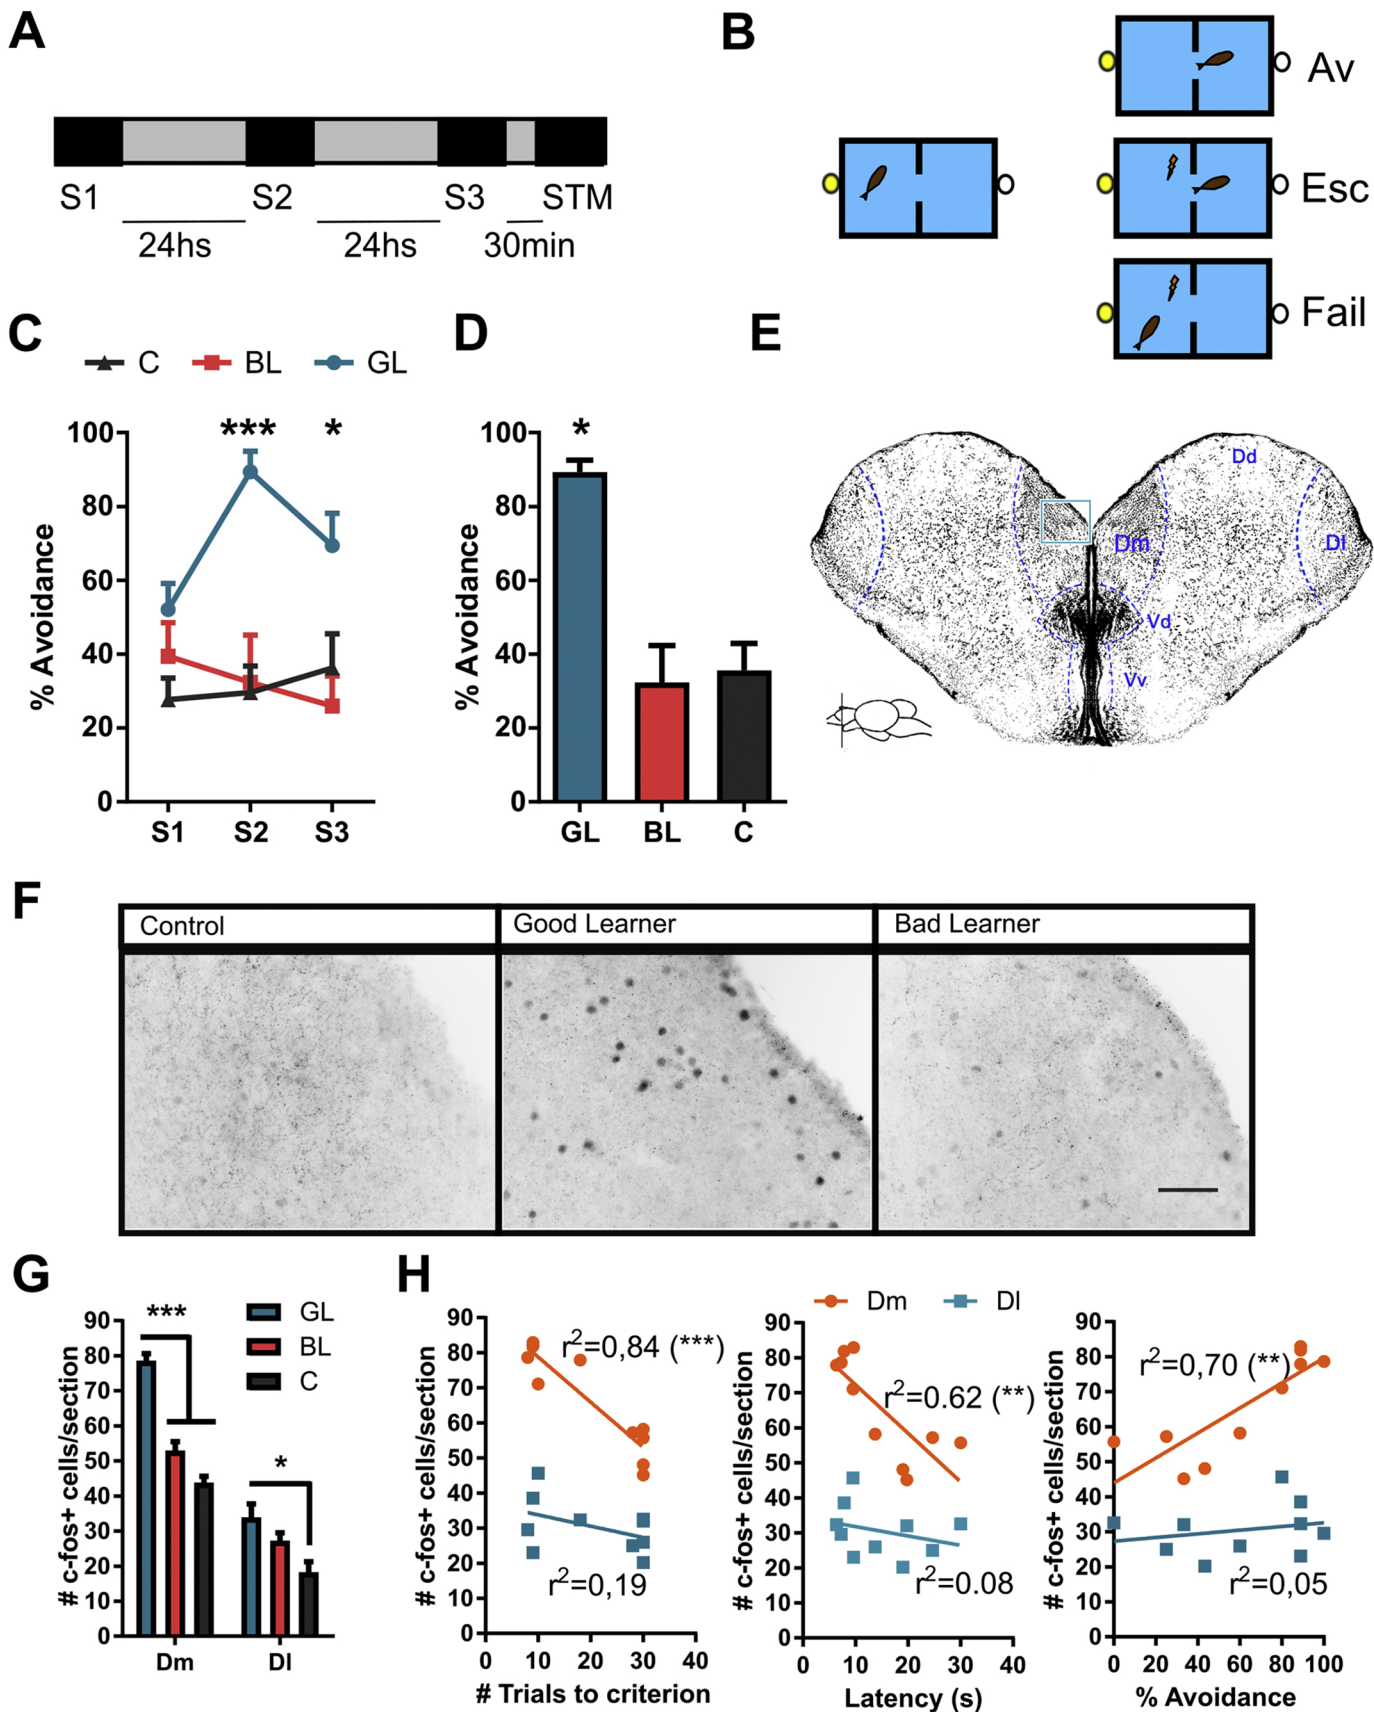 A
S1
S2
S3
STM
24hs
24hs
30min
B
Av
Esc
Fail
C
C
BL
GL
***
*
% Avoidance
100
80
60
40
20
0
S1
S2
S3
D
*
% Avoidance
100
80
60
40
20
0
GL
BL
C
E
Dd
Dm
Dl
Vd
Vv
F
Control
Good Learner
Bad Learner
G
GL
BL
C
***
*
# c-fos+ cells/section
90
80
70
60
50
40
30
20
10
0
Dm
Dl
H
Dm
Dl
# c-fos+ cells/section
90
80
70
60
50
40
30
20
10
0
r²=0,84 (***)
r²=0,19
0
10
20
30
40
# Trials to criterion
# c-fos+ cells/section
90
80
70
60
50
40
30
20
10
0
r²=0.62 (**)
r²=0.08
0
10
20
30
40
Latency (s)
# c-fos+ cells/section
90
80
70
60
50
40
30
20
10
0
r²=0,70 (**)
r²=0,05
0
20
40
60
80
100
% Avoidance